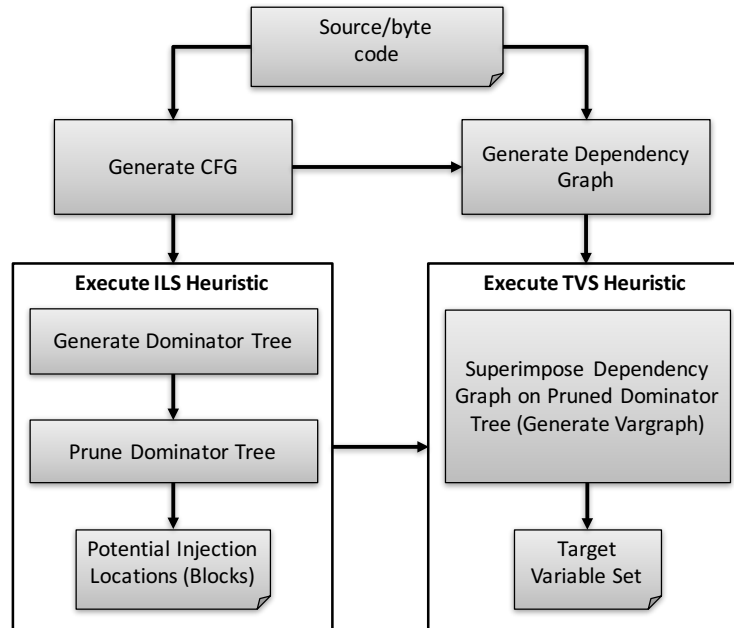 Source/byte
code
Generate CFG
Generate Dependency
Graph
Execute ILS Heuristic
Generate Dominator Tree
Prune Dominator Tree
Potential Injection
Locations (Blocks)
Execute TVS Heuristic
Superimpose Dependency
Graph on Pruned Dominator
Tree (Generate Vargraph)
Target
Variable Set